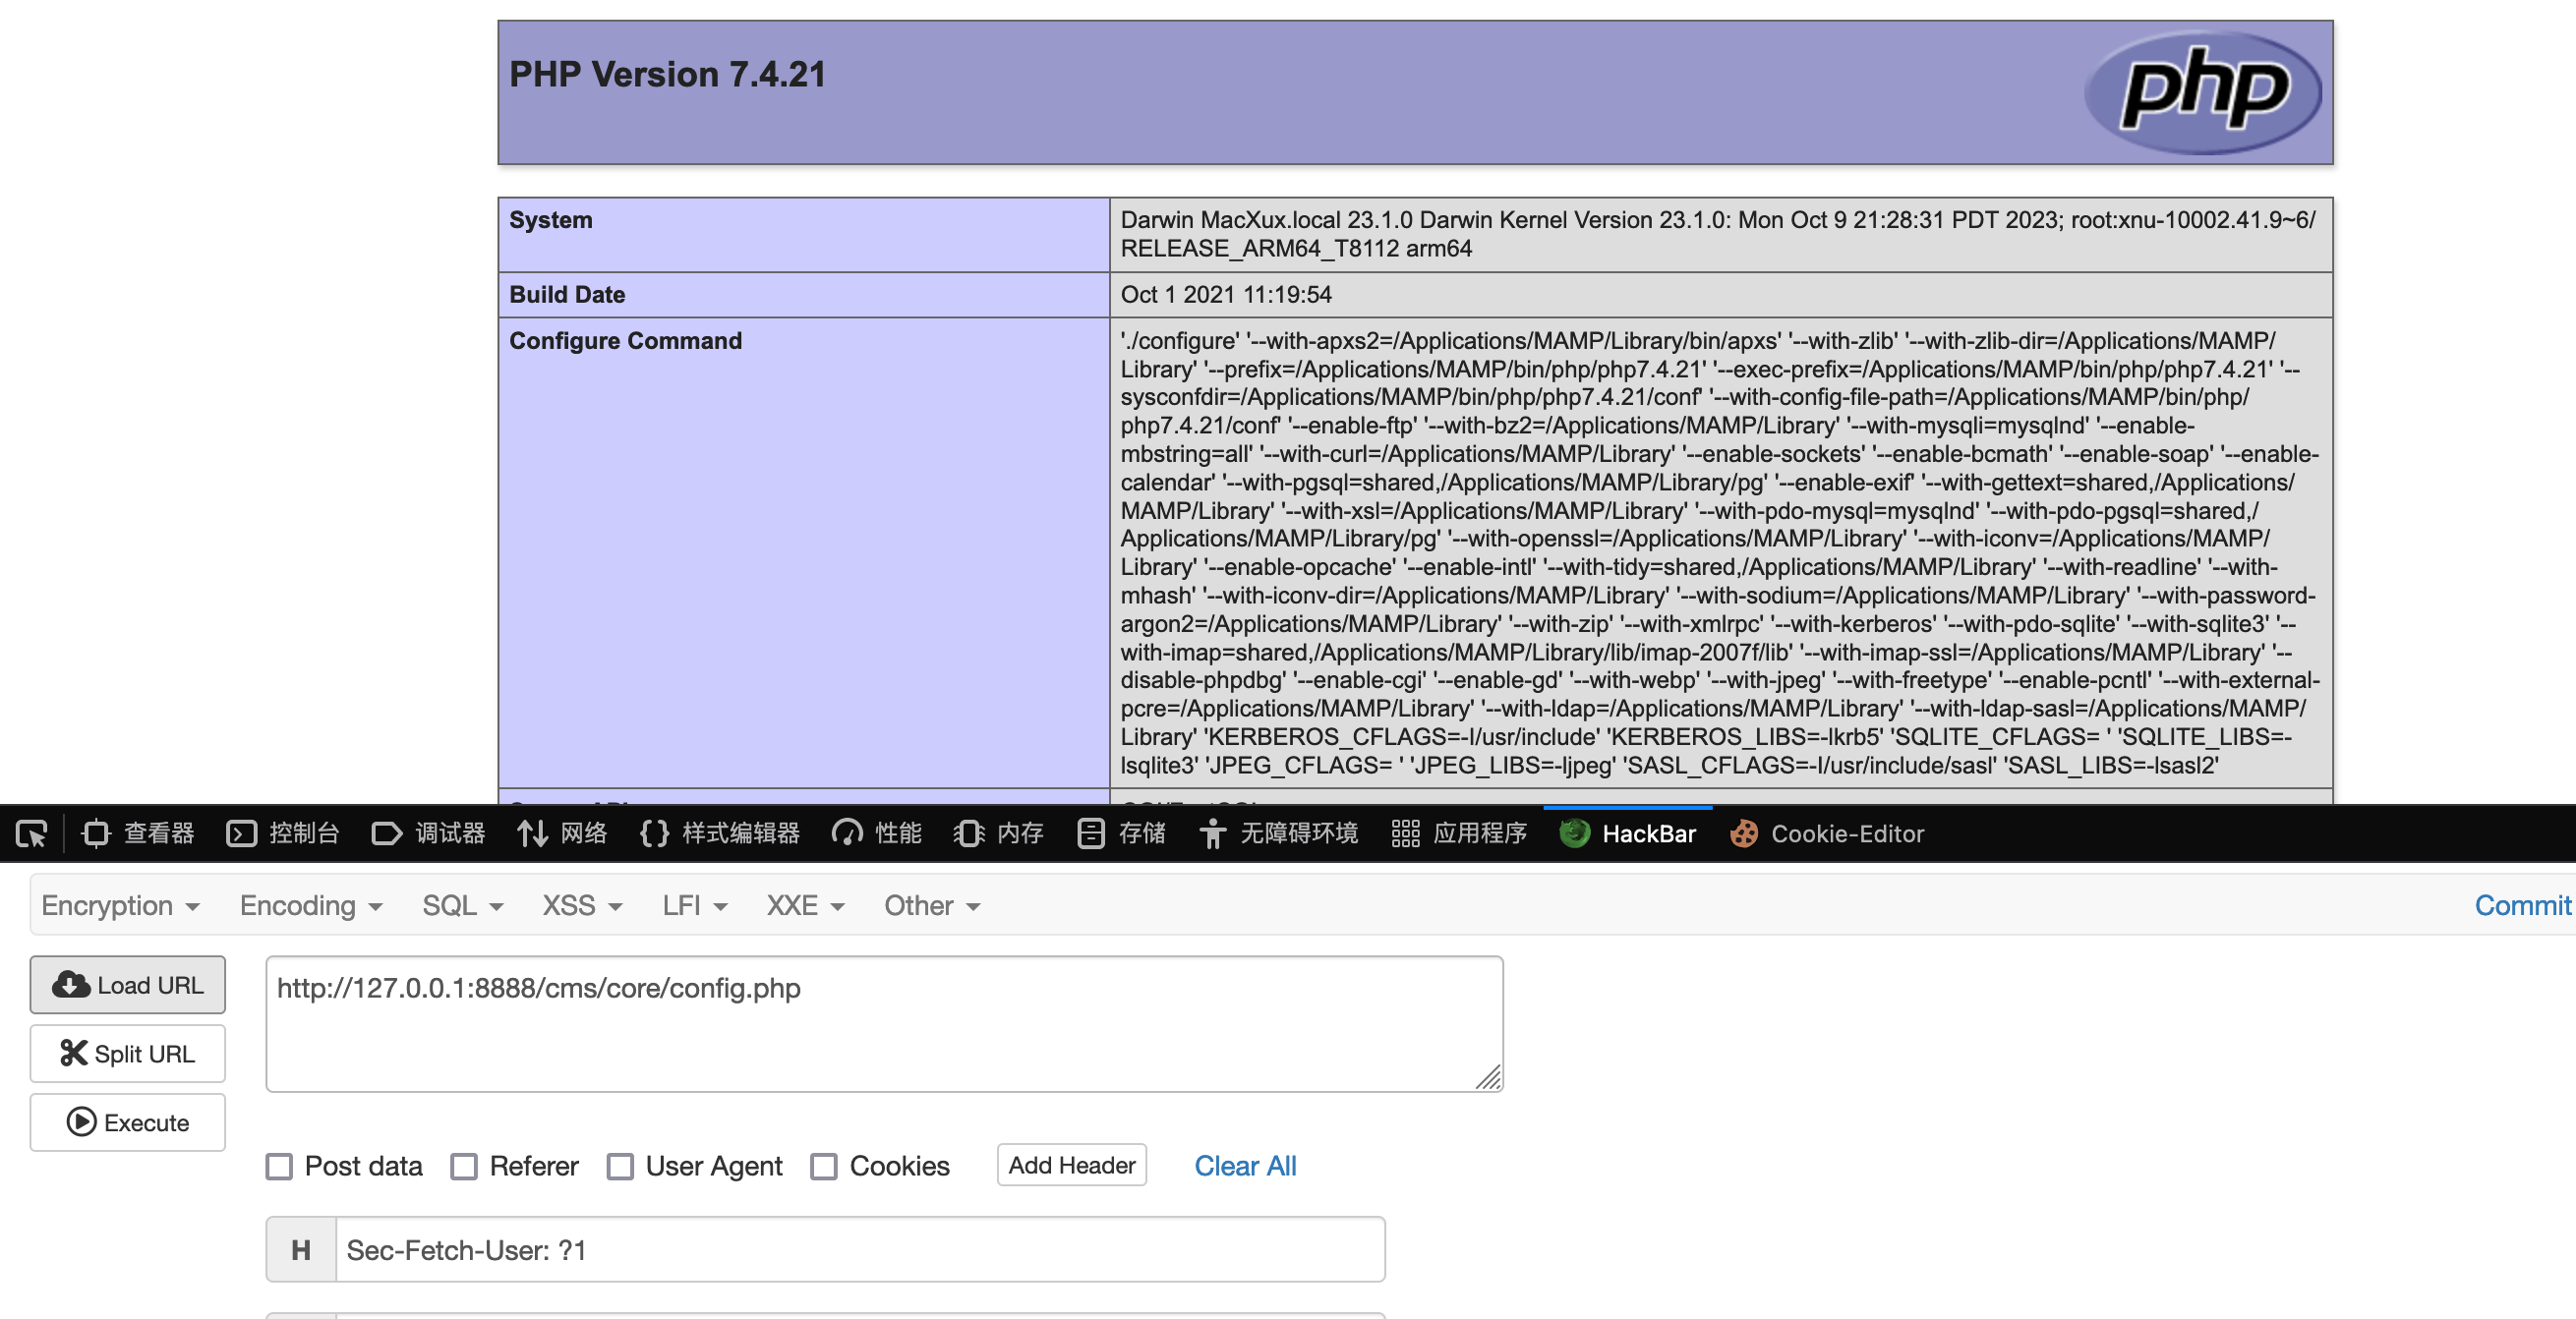 PHP Version 7.4.21
php
System
Darwin MacXux.local 23.1.0 Darwin Kernel Version 23.1.0: Mon Oct 9 21:28:31 PDT 2023; root:xnu-10002.41.9~6/
RELEASE_ARM64_T8112 arm64
Build Date
Oct 1 2021 11:19:54
Configure Command
'./configure' '--with-apxs2=/Applications/MAMP/Library/bin/apxs' '--with-zlib' '--with-zlib-dir=/Applications/MAMP/
Library' '--prefix=/Applications/MAMP/bin/php/php7.4.21' '--exec-prefix=/Applications/MAMP/bin/php/php7.4.21' '--
sysconfdir=/Applications/MAMP/bin/php/php7.4.21/conf' '--with-config-file-path=/Applications/MAMP/bin/php/
php7.4.21/conf' '--enable-ftp' '--with-bz2=/Applications/MAMP/Library' '--with-mysqli=mysqlnd' '--enable-
mbstring=all' '--with-curl=/Applications/MAMP/Library' '--enable-sockets' '--enable-bcmath' '--enable-soap' '--enable-
calendar' '--with-pgsql=shared,/Applications/MAMP/Library/pg' '--enable-exif' '--with-gettext=shared,/Applications/
MAMP/Library' '--with-xsl=/Applications/MAMP/Library' '--with-pdo-mysql=mysqlnd' '--with-pdo-pgsql=shared,/
Applications/MAMP/Library/pg' '--with-openssl=/Applications/MAMP/Library' '--with-iconv=/Applications/MAMP/
Library' '--enable-opcache' '--enable-intl' '--with-tidy=shared,/Applications/MAMP/Library' '--with-readline' '--with-
mhash' '--with-iconv-dir=/Applications/MAMP/Library' '--with-sodium=/Applications/MAMP/Library' '--with-password-
argon2=/Applications/MAMP/Library' '--with-zip' '--with-xmlrpc' '--with-kerberos' '--with-pdo-sqlite' '--with-sqlite3' '--
with-imap=shared,/Applications/MAMP/Library/lib/imap-2007f/lib' '--with-imap-ssl=/Applications/MAMP/Library' '--
disable-phpdbg' '--enable-cgi' '--enable-gd' '--with-webp' '--with-jpeg' '--with-freetype' '--enable-pcntl' '--with-external-
pcre=/Applications/MAMP/Library' '--with-ldap=/Applications/MAMP/Library' '--with-ldap-sasl=/Applications/MAMP/
Library' 'KERBEROS_CFLAGS=-I/usr/include' 'KERBEROS_LIBS=-lkrb5' 'SQLITE_CFLAGS= ' 'SQLITE_LIBS=-
lsqlite3' 'JPEG_CFLAGS= ' 'JPEG_LIBS=-ljpeg' 'SASL_CFLAGS=-I/usr/include/sasl' 'SASL_LIBS=-lsasl2'
查看器 控制台 调试器 网络 样式编辑器 性能 内存 存储 无障碍环境 应用程序 HackBar Cookie-Editor
Encryption Encoding SQL XSS LFI XXE Other Commit
Load URL
http://127.0.0.1:8888/cms/core/config.php
Split URL
Execute
Post data Referer User Agent Cookies Add Header Clear All
H Sec-Fetch-User: ?1